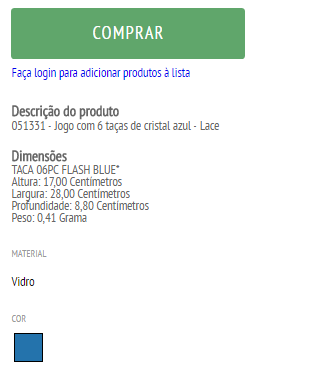 COMPRAR
Faça login para adicionar produtos à lista
Descrição do produto
051331 - Jogo com 6 taças de cristal azul - Lace
Dimensões
TACA 06PC FLASH BLUE*
Altura: 17,00 Centímetros
Largura: 28,00 Centímetros
Profundidade: 8,80 Centímetros
Peso: 0,41 Grama
MATERIAL
Vidro
COR